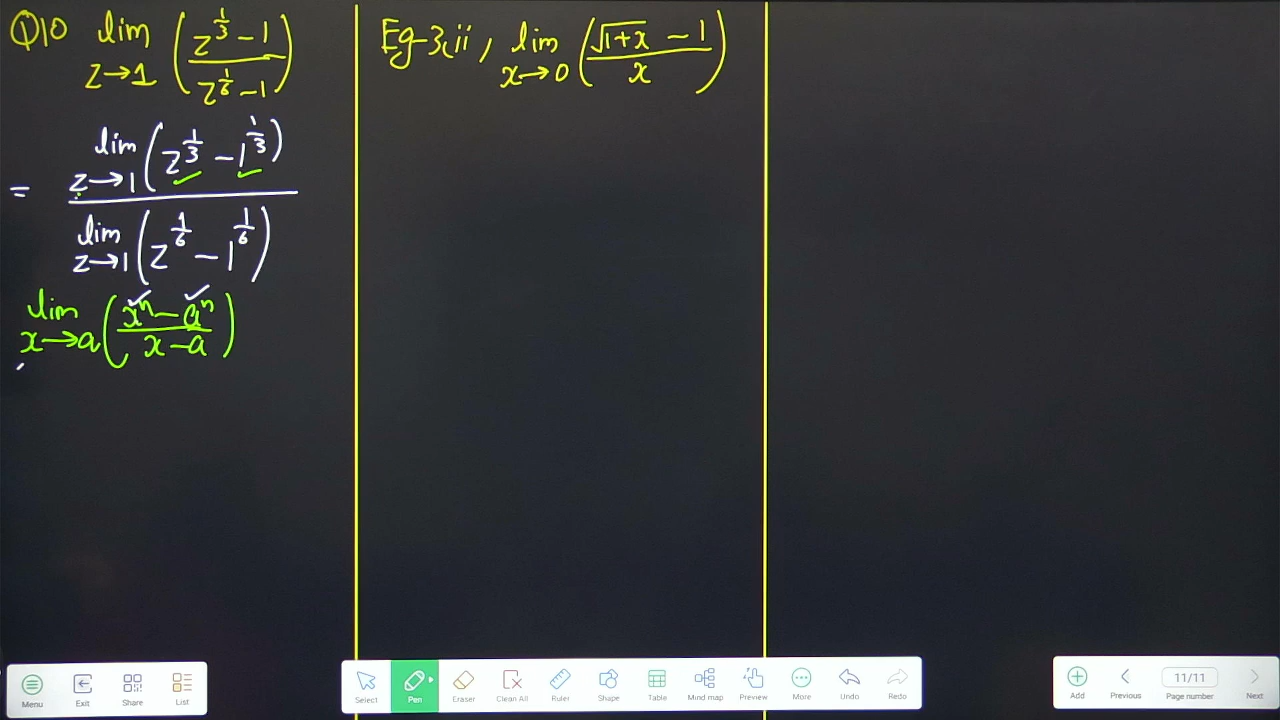 Q10 lim z→1 ( (z^{1/3} - 1) / (z^{1/6} - 1) )
= lim z→1 ( z^{1/3} - 1^{1/3} ) / lim z→1 ( z^{1/6} - 1^{1/6} )
lim x→a ( (x^n - a^n) / (x - a) )
Eg-3,ii, lim x→0 ( (√1+x - 1) / x )
Menu
Exit
Share
List
Select
Pen
Eraser
Clean All
Ruler
Shape
Table
Mind map
Preview
More
Undo
Redo
Add
Previous
11/11
Page number
Next